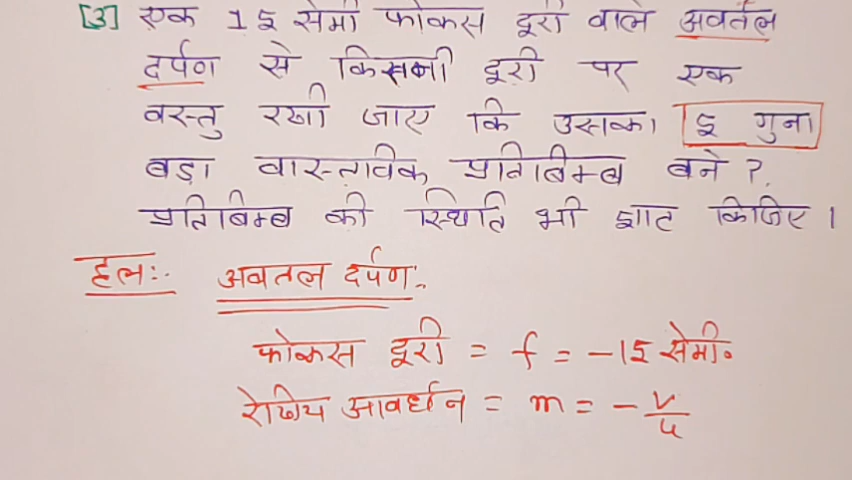 [3] एक 15 सेमी फोकस दूरी वाले अवतल
दर्पण से कितनी दूरी पर एक
वस्तु रखी जाए कि उसका 5 गुना
बड़ा वास्तविक प्रतिबिम्ब बने ?
प्रतिबिम्ब की स्थिति भी ज्ञात किजिए ।
हल:- अवतल दर्पण:-
फोकस दूरी = f = -15 सेमी.
रेखीय आवर्धन = m = - v/u